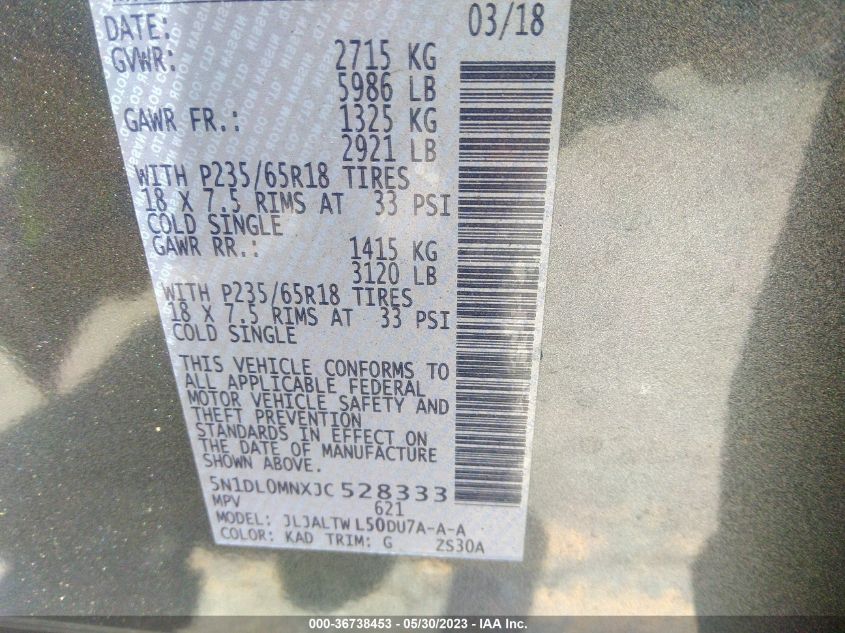 DATE: 03/18
GVWR: 2715 KG
5986 LB
GAWR FR.: 1325 KG
2921 LB
WITH P235/65R18 TIRES
18 X 7.5 RIMS AT 33 PSI
COLD SINGLE
GAWR RR.: 1415 KG
3120 LB
WITH P235/65R18 TIRES
18 X 7.5 RIMS AT 33 PSI
COLD SINGLE
THIS VEHICLE CONFORMS TO
ALL APPLICABLE FEDERAL
MOTOR VEHICLE SAFETY AND
THEFT PREVENTION
STANDARDS IN EFFECT ON
THE DATE OF MANUFACTURE
SHOWN ABOVE.
5N1DL0MNXJC528333
MPV 621
MODEL: JLJALTWL50DU7A-A-A
COLOR: KAD TRIM: G ZS30A
000-36738453 - 05/30/2023 - IAA Inc.